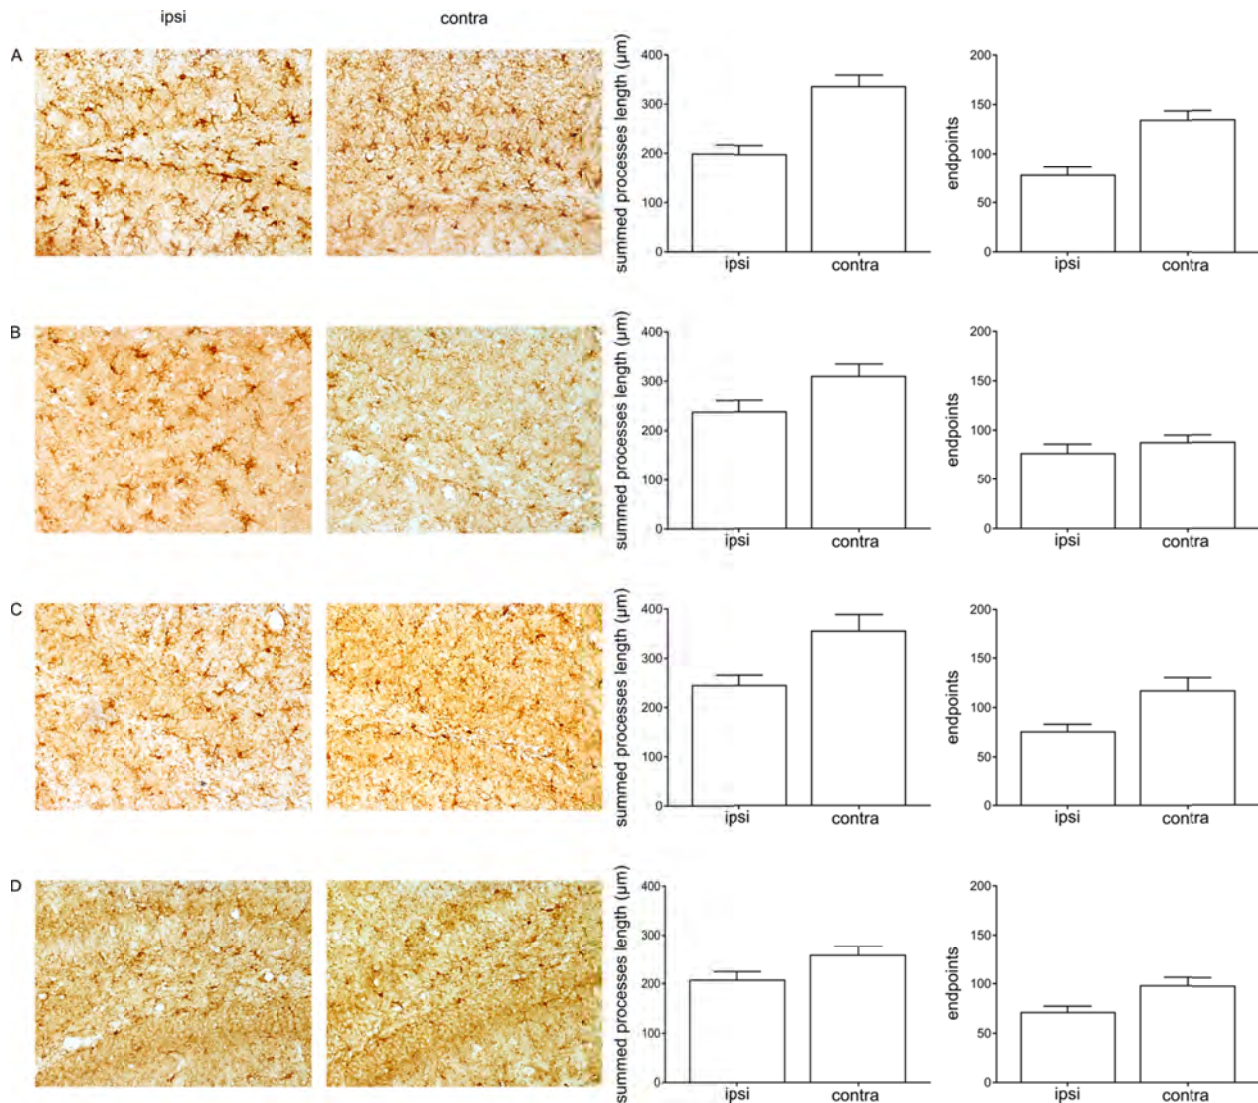 ipsi contra
A
summed processes length (µm)
400
300
200
100
0
ipsi contra
endpoints
200
150
100
50
0
ipsi contra
B
summed processes length (µm)
400
300
200
100
0
ipsi contra
endpoints
200
150
100
50
0
ipsi contra
C
summed processes length (µm)
400
300
200
100
0
ipsi contra
endpoints
200
150
100
50
0
ipsi contra
D
summed processes length (µm)
400
300
200
100
0
ipsi contra
endpoints
200
150
100
50
0
ipsi contra